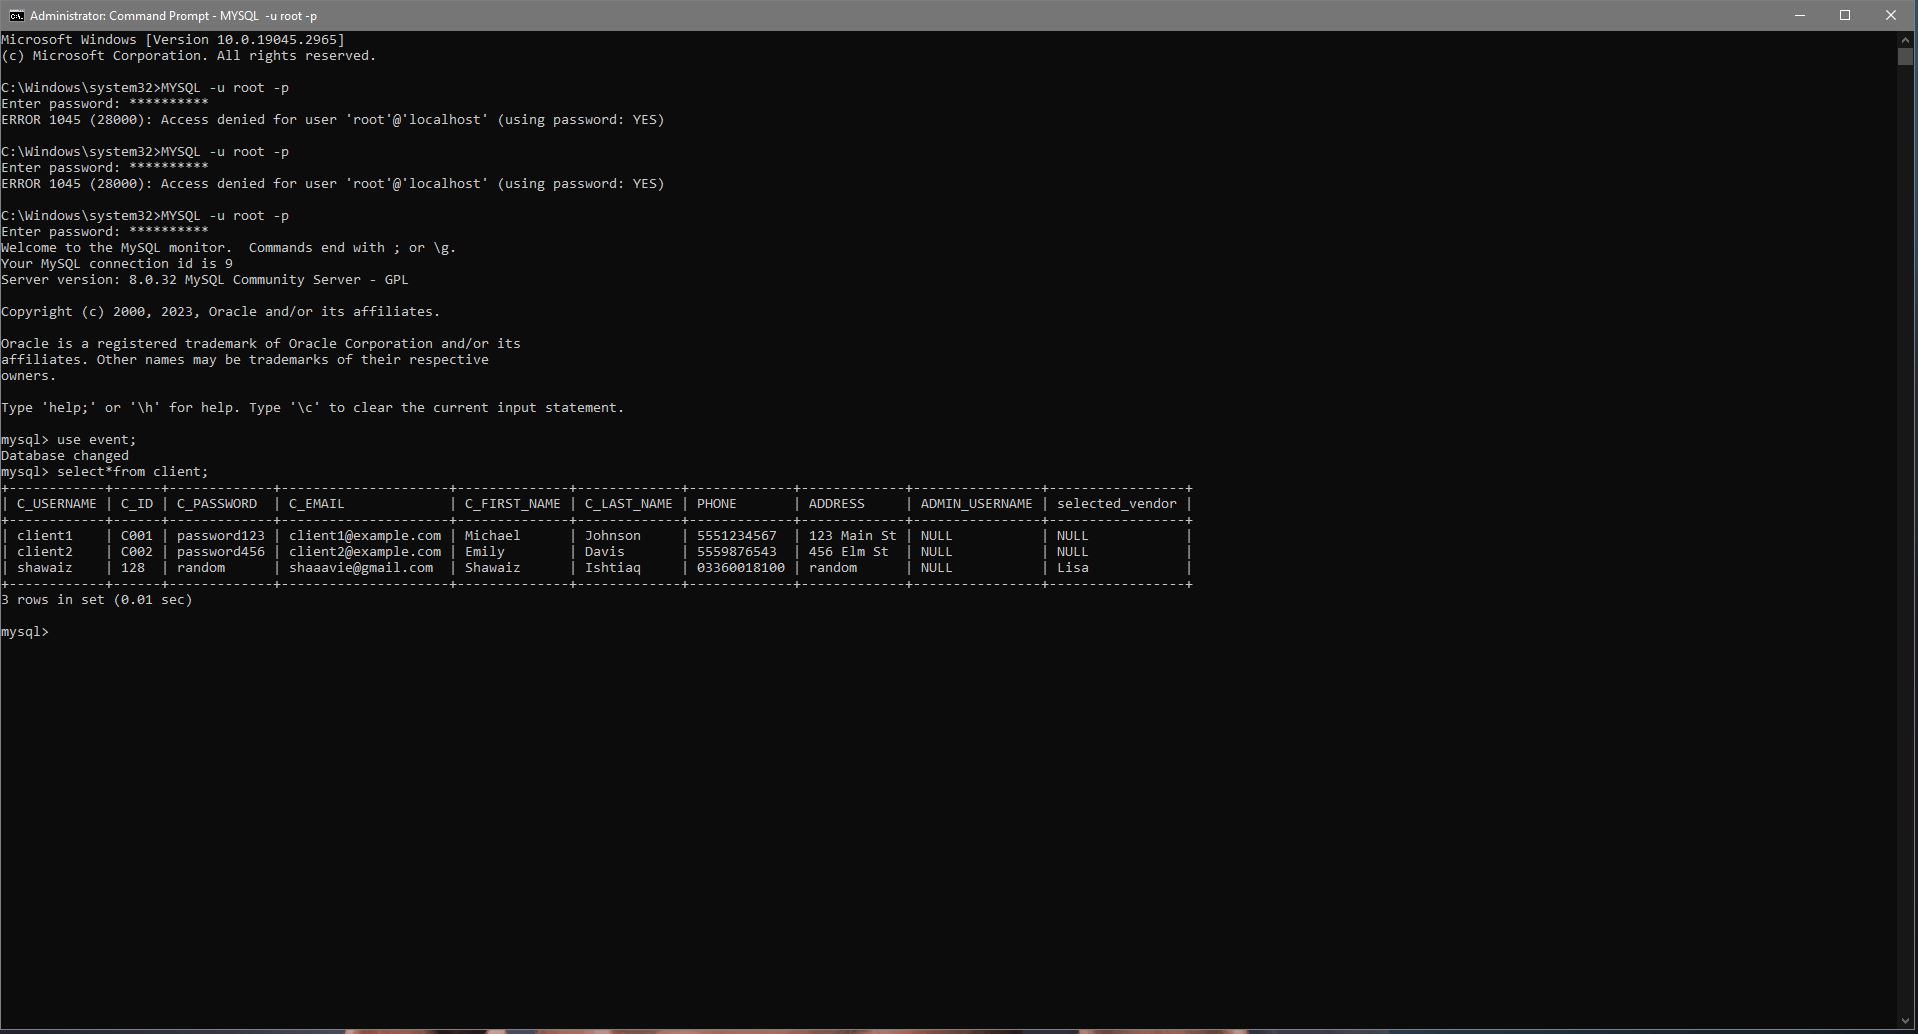 Administrator: Command Prompt - MYSQL  -u root -p
Microsoft Windows [Version 10.0.19045.2965]
(c) Microsoft Corporation. All rights reserved.
C:\Windows\system32>MYSQL -u root -p
Enter password: **********
ERROR 1045 (28000): Access denied for user 'root'@'localhost' (using password: YES)
C:\Windows\system32>MYSQL -u root -p
Enter password: **********
ERROR 1045 (28000): Access denied for user 'root'@'localhost' (using password: YES)
C:\Windows\system32>MYSQL -u root -p
Enter password: **********
Welcome to the MySQL monitor.  Commands end with ; or \g.
Your MySQL connection id is 9
Server version: 8.0.32 MySQL Community Server - GPL
Copyright (c) 2000, 2023, Oracle and/or its affiliates.
Oracle is a registered trademark of Oracle Corporation and/or its
affiliates. Other names may be trademarks of their respective
owners.
Type 'help;' or '\h' for help. Type '\c' to clear the current input statement.
mysql> use event;
Database changed
mysql> select*from client;
+------------+------+-------------+---------------------+--------------+-------------+-------------+-------------+----------------+-----------------+
| C_USERNAME | C_ID | C_PASSWORD  | C_EMAIL             | C_FIRST_NAME | C_LAST_NAME | PHONE       | ADDRESS     | ADMIN_USERNAME | selected_vendor |
+------------+------+-------------+---------------------+--------------+-------------+-------------+-------------+----------------+-----------------+
| client1    | C001 | password123 | client1@example.com | Michael      | Johnson     | 5551234567  | 123 Main St | NULL           | NULL            |
| client2    | C002 | password456 | client2@example.com | Emily        | Davis       | 5559876543  | 456 Elm St  | NULL           | NULL            |
| shawaiz    | 128  | random      | shaaavie@gmail.com  | Shawaiz      | Ishtiaq     | 03360018100 | random      | NULL           | Lisa            |
+------------+------+-------------+---------------------+--------------+-------------+-------------+-------------+----------------+-----------------+
3 rows in set (0.01 sec)
mysql>